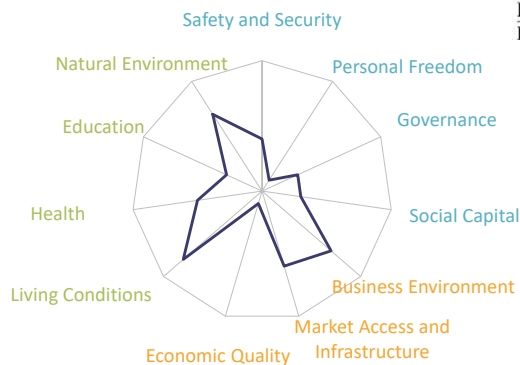 Safety and Security
Natural Environment
Personal Freedom
Education
Governance
Health
Social Capital
Living Conditions
Business Environment
Market Access and
Infrastructure
Economic Quality